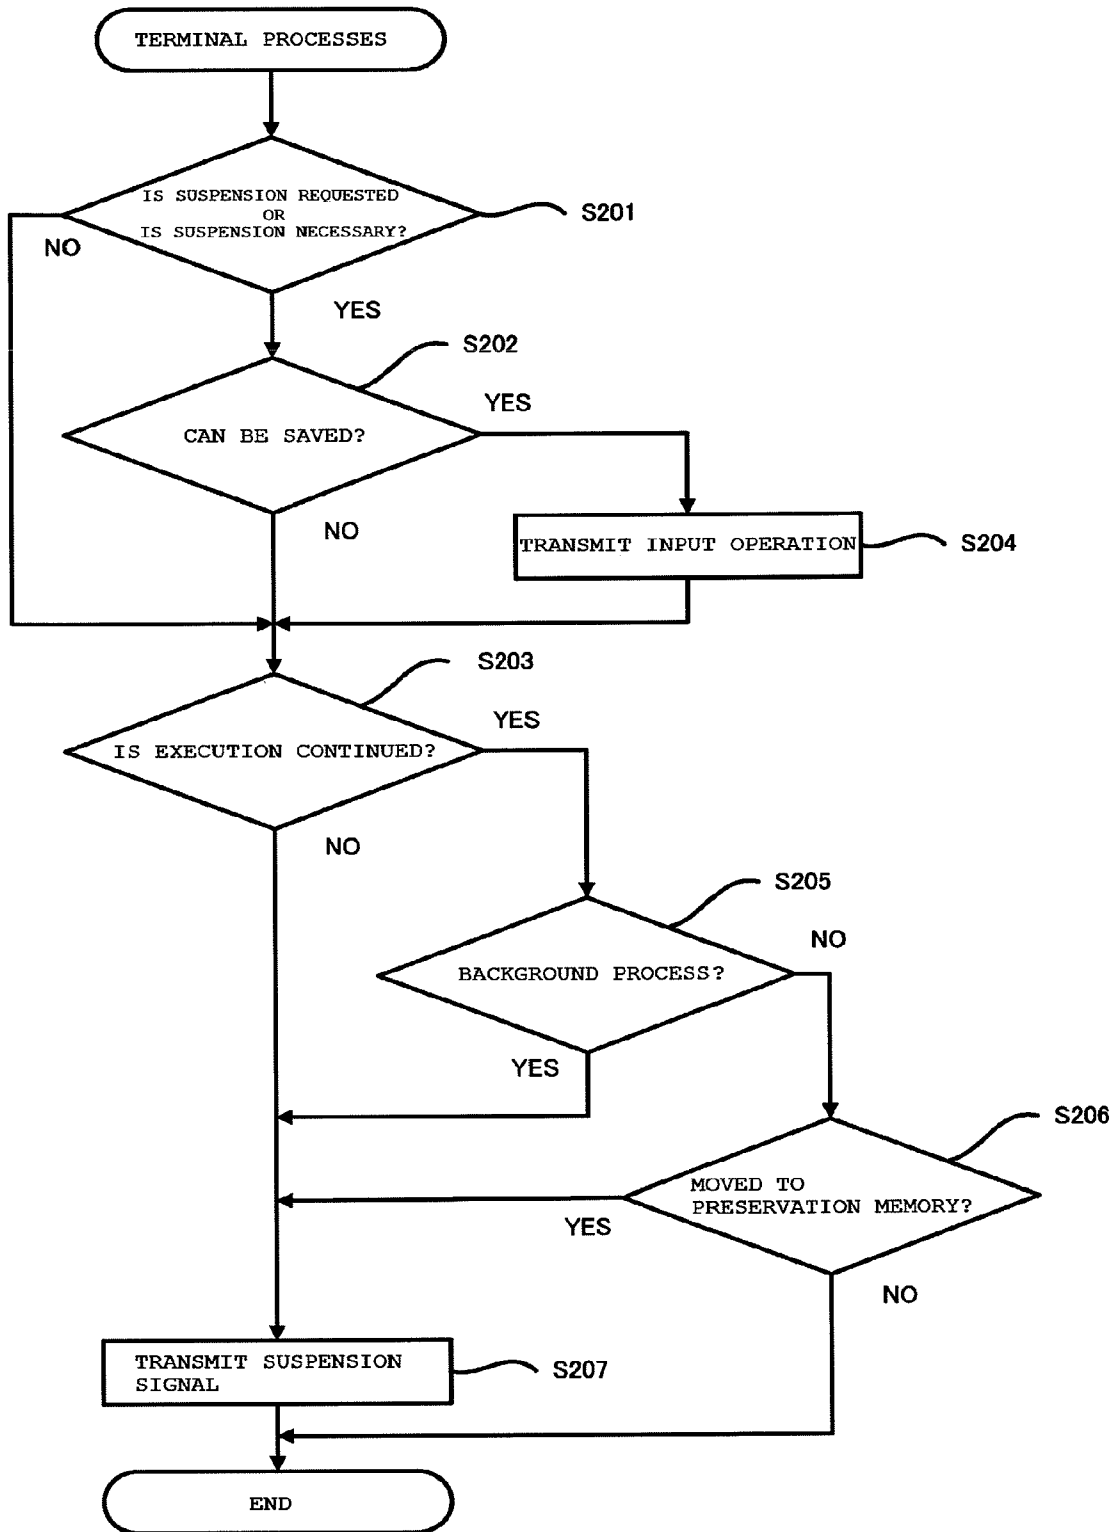 TERMINAL PROCESSES
IS SUSPENSION REQUESTED
OR
IS SUSPENSION NECESSARY?
S201
NO
YES
S202
YES
CAN BE SAVED?
NO
TRANSMIT INPUT OPERATION
S204
S203
YES
IS EXECUTION CONTINUED?
NO
S205
NO
BACKGROUND PROCESS?
YES
S206
MOVED TO
PRESERVATION MEMORY?
YES
NO
TRANSMIT SUSPENSION
SIGNAL
S207
END